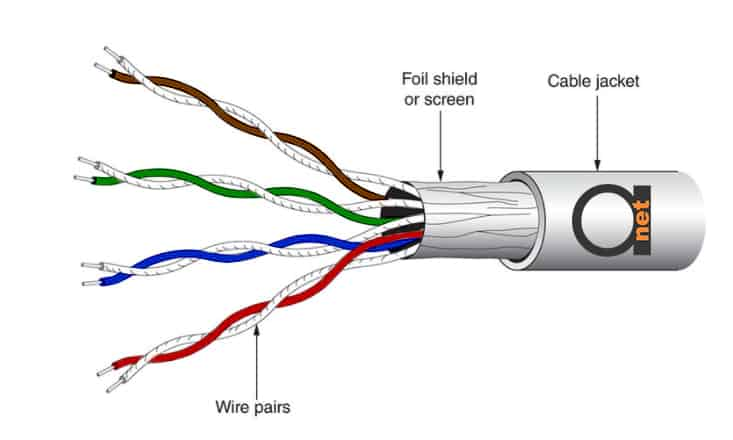 Foil shield
or screen
Cable jacket
a
net
Wire pairs